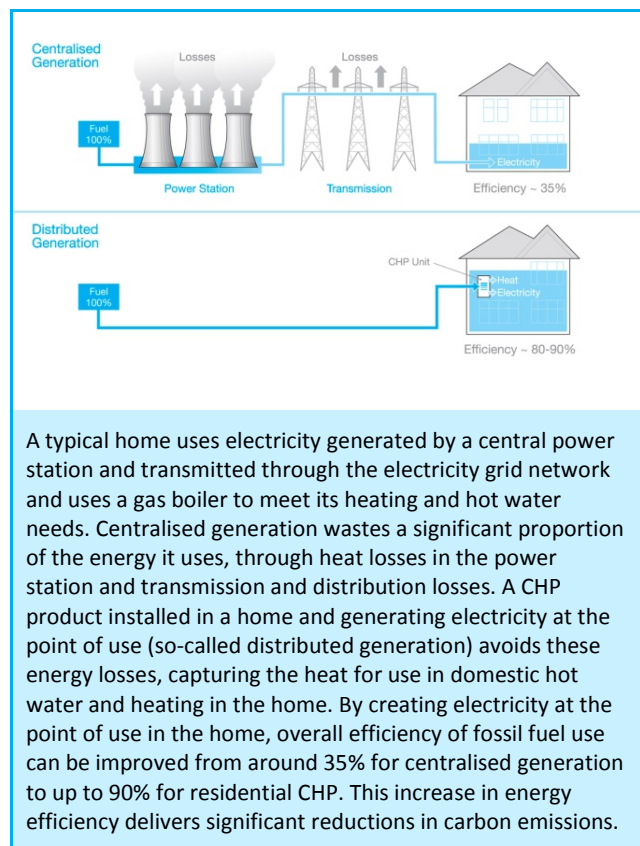 Centralised
Generation
Losses
Losses
Fuel
100%
Electricity
Power Station
Transmission
Efficiency ~ 35%
Distributed
Generation
CHP Unit
Heat
Electricity
Fuel
100%
Efficiency ~ 80-90%
A typical home uses electricity generated by a central power
station and transmitted through the electricity grid network
and uses a gas boiler to meet its heating and hot water
needs. Centralised generation wastes a significant proportion
of the energy it uses, through heat losses in the power
station and transmission and distribution losses. A CHP
product installed in a home and generating electricity at the
point of use (so-called distributed generation) avoids these
energy losses, capturing the heat for use in domestic hot
water and heating in the home. By creating electricity at the
point of use in the home, overall efficiency of fossil fuel use
can be improved from around 35% for centralised generation
to up to 90% for residential CHP. This increase in energy
efficiency delivers significant reductions in carbon emissions.